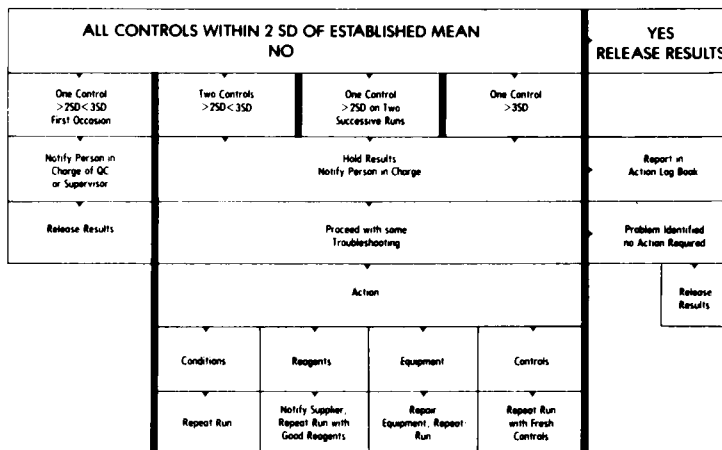 ALL CONTROLS WITHIN 2 SD OF ESTABLISHED MEAN
NO
YES
RELEASE RESULTS
One Control
>2SD<3SD
First Occasion
Two Controls
>2SD<3SD
One Control
>2SD on Two
Successive Runs
One Control
>3SD
Notify Person in
Charge of QC
or Supervisor
Hold Results
Notify Person in Charge
Report in
Action Log Book
Release Results
Proceed with some
Troubleshooting
Problem Identified
no Action Required
Action
Release
Results
Conditions
Reagents
Equipment
Controls
Repeat Run
Notify Supplier,
Repeat Run with
Good Reagents
Repair
Equipment, Repeat
Run
Repeat Run
with Fresh
Controls